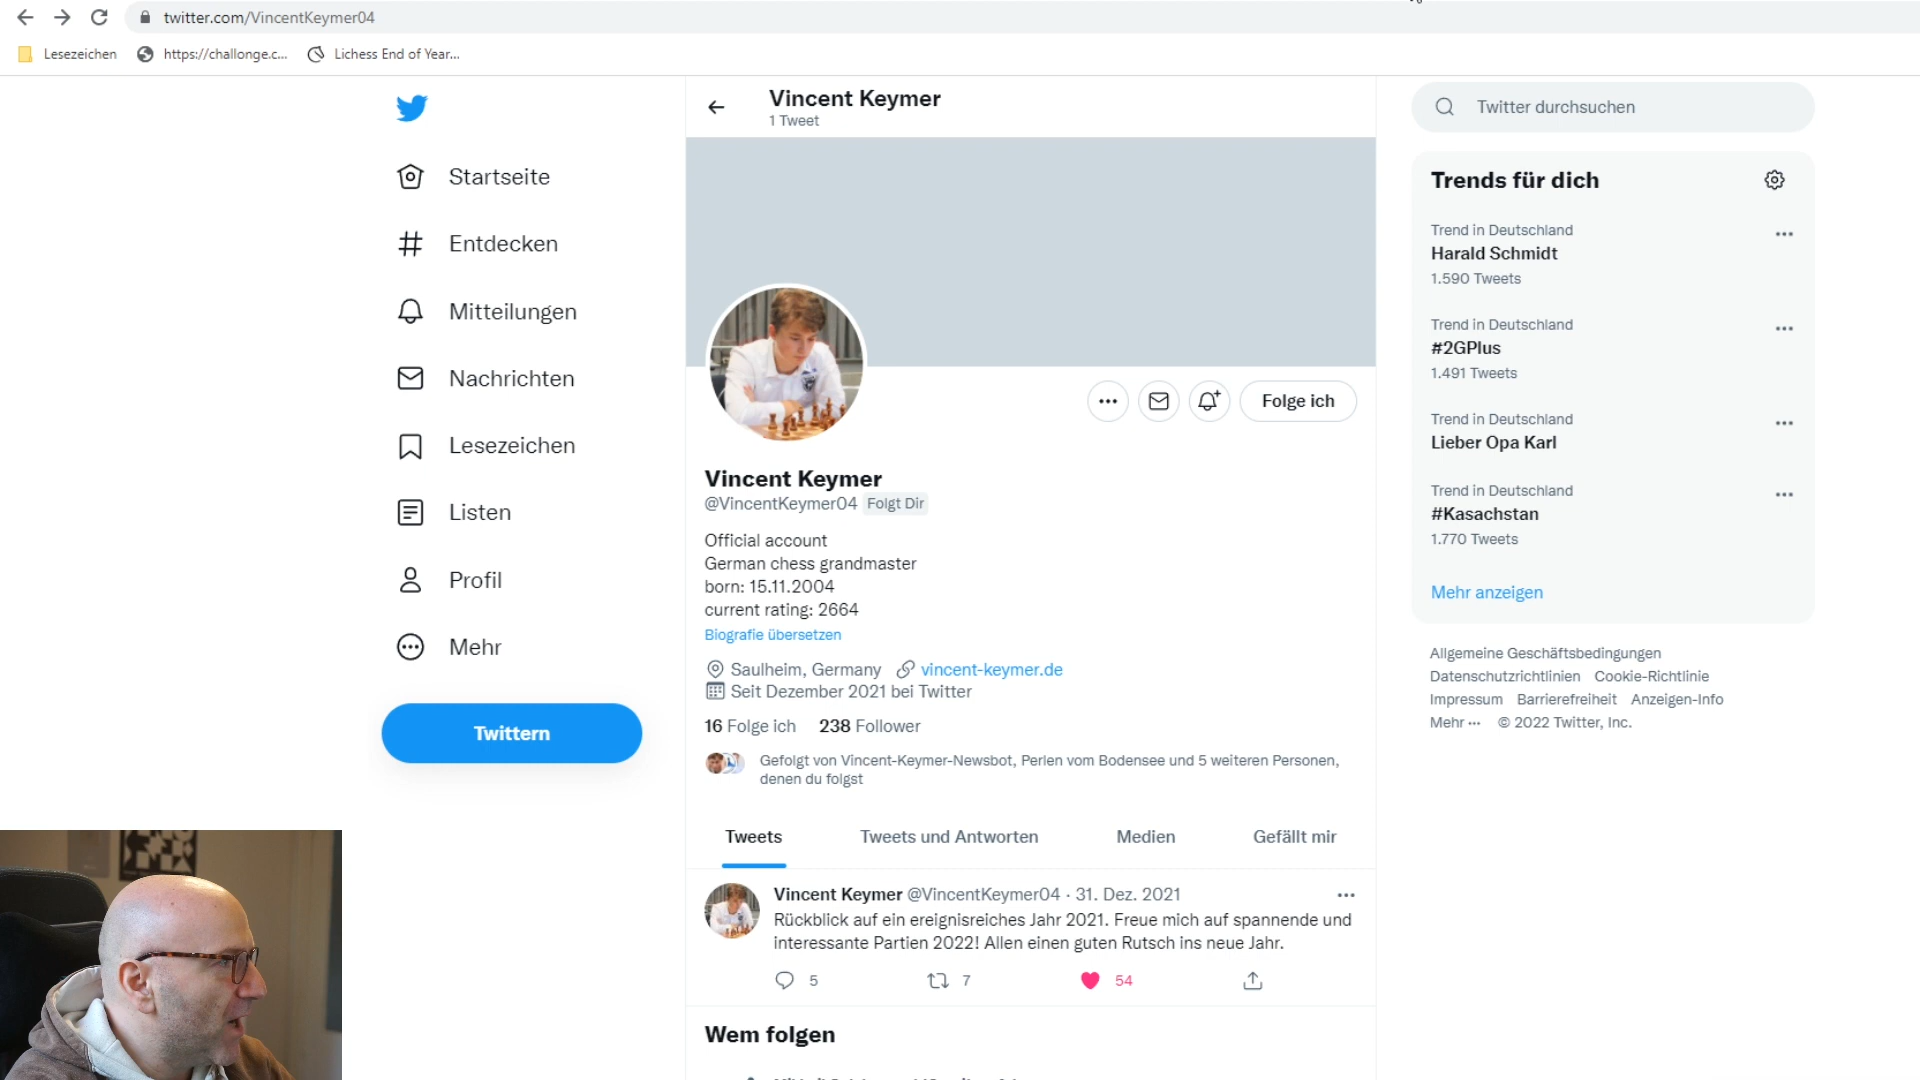 twitter.com/VincentKeymer04
Lesezeichen
https://challonge.c...
Lichess End of Year...
Startseite
Entdecken
Mitteilungen
Nachrichten
Lesezeichen
Listen
Profil
Mehr
Twittern
Vincent Keymer
1 Tweet
Folge ich
Vincent Keymer
@VincentKeymer04 Folgt Dir
Official account
German chess grandmaster
born: 15.11.2004
current rating: 2664
Biografie übersetzen
Saulheim, Germany vincent-keymer.de
Seit Dezember 2021 bei Twitter
16 Folge ich 238 Follower
Gefolgt von Vincent-Keymer-Newsbot, Perlen vom Bodensee und 5 weiteren Personen,
denen du folgst
Tweets Tweets und Antworten Medien Gefällt mir
Vincent Keymer @VincentKeymer04 · 31. Dez. 2021
Rückblick auf ein ereignisreiches Jahr 2021. Freue mich auf spannende und
interessante Partien 2022! Allen einen guten Rutsch ins neue Jahr.
5 7 54
Wem folgen
Twitter durchsuchen
Trends für dich
Trend in Deutschland
Harald Schmidt
1.590 Tweets
Trend in Deutschland
#2GPlus
1.491 Tweets
Trend in Deutschland
Lieber Opa Karl
Trend in Deutschland
#Kasachstan
1.770 Tweets
Mehr anzeigen
Allgemeine Geschäftsbedingungen
Datenschutzrichtlinien Cookie-Richtlinie
Impressum Barrierefreiheit Anzeigen-Info
Mehr ··· © 2022 Twitter, Inc.